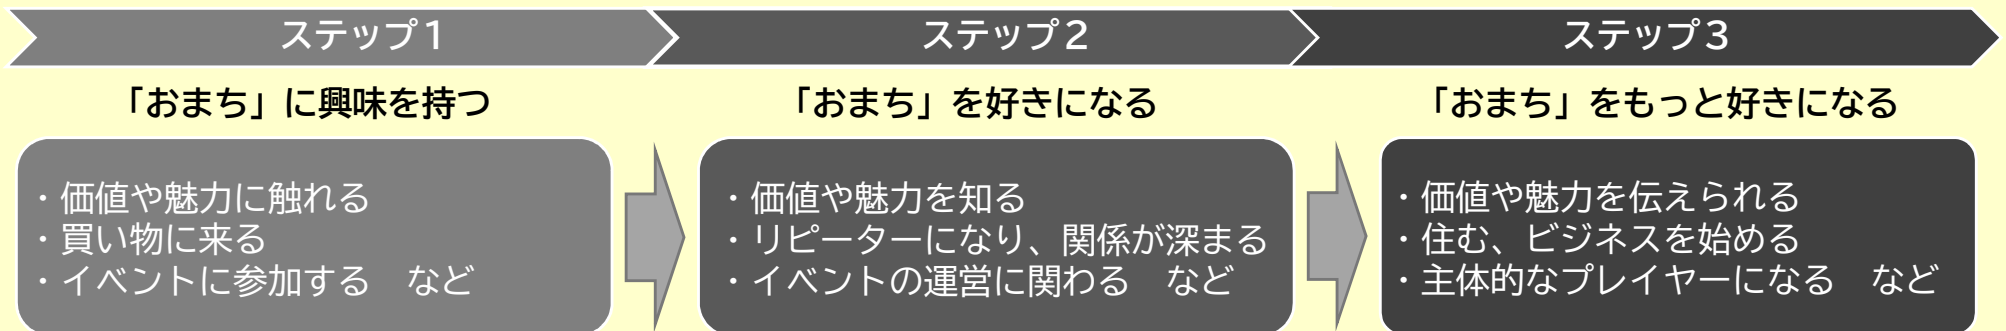 ステップ1
「おまち」に興味を持つ
・価値や魅力に触れる
・買い物に来る
・イベントに参加する　など
ステップ2
「おまち」を好きになる
・価値や魅力を知る
・リピーターになり、関係が深まる
・イベントの運営に関わる　など
ステップ3
「おまち」をもっと好きになる
・価値や魅力を伝えられる
・住む、ビジネスを始める
・主体的なプレイヤーになる　など